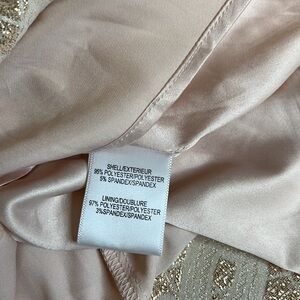 SHELL/EXTERIEUR
95% POLYESTER/POLYESTER
5% SPANDEX/SPANDEX
LINING/DOUBLURE
97% POLYESTER/POLYESTER
3%SPANDEX/SPANDEX